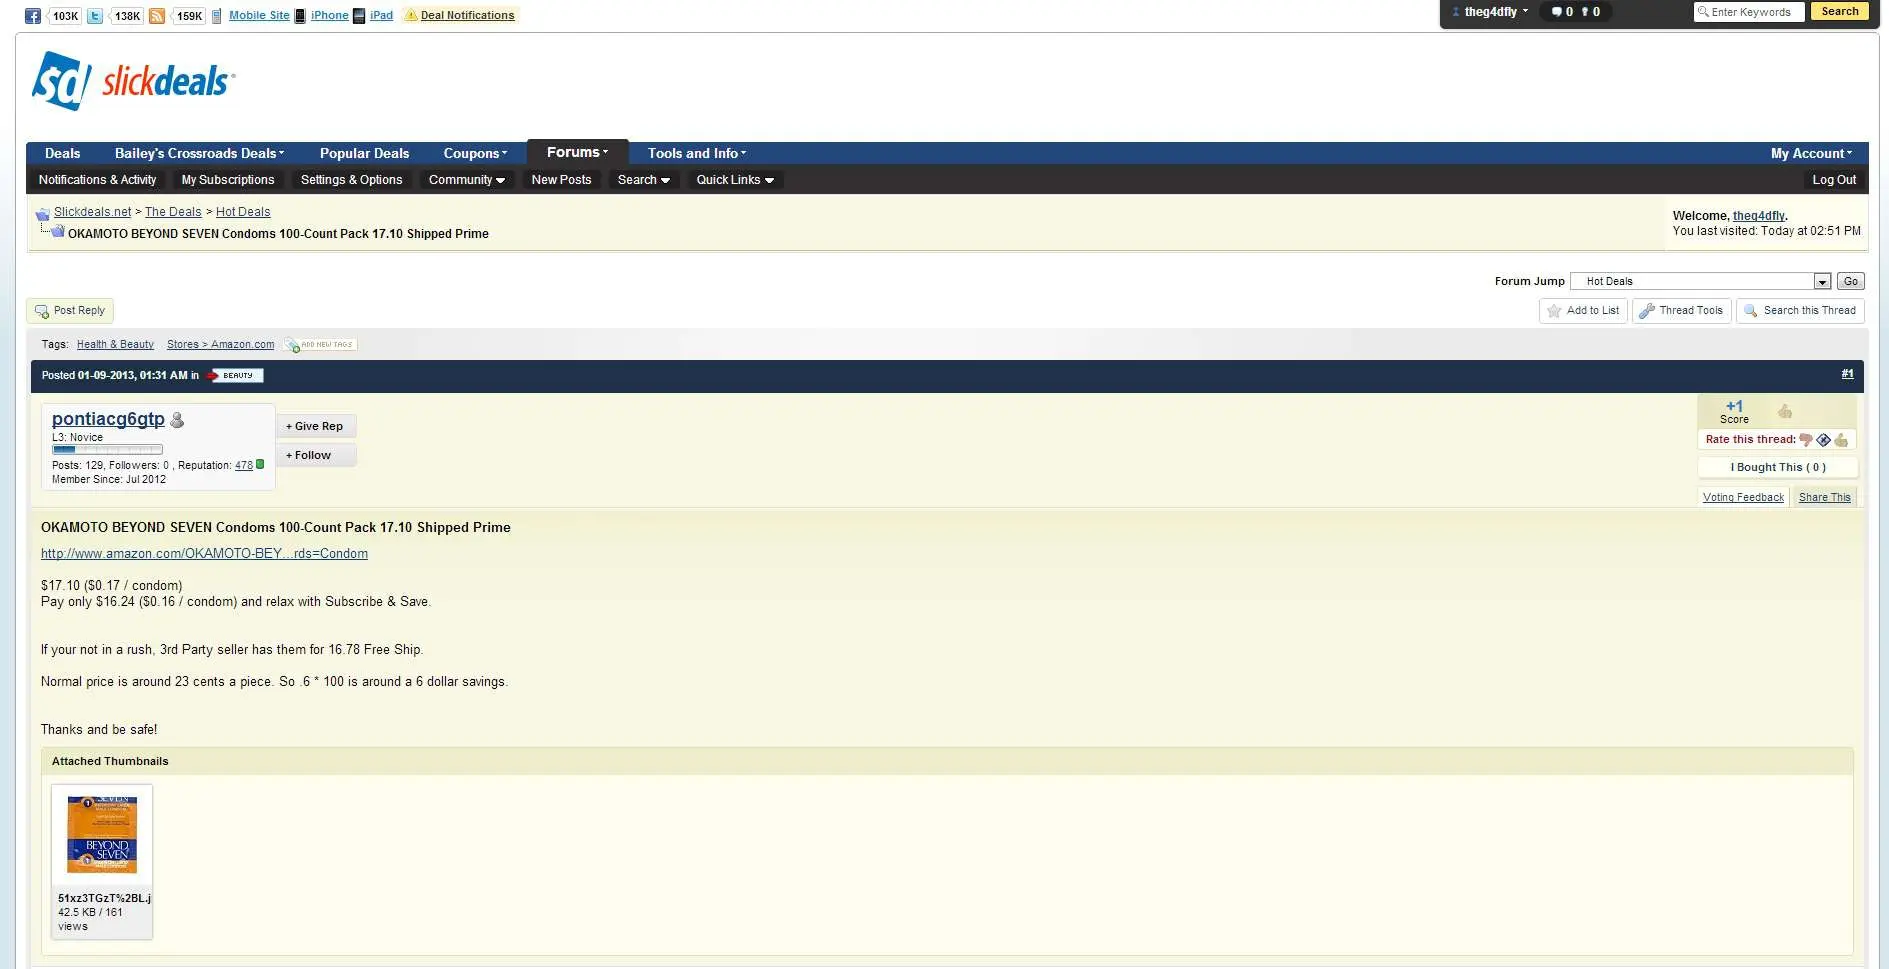 103K 138K 159K Mobile Site iPhone iPad Deal Notifications
theg4dfly 0 0 Enter Keywords Search
sd slickdeals
Deals Bailey's Crossroads Deals Popular Deals Coupons Forums Tools and Info My Account
Notifications & Activity My Subscriptions Settings & Options Community New Posts Search Quick Links Log Out
Slickdeals.net > The Deals > Hot Deals
OKAMOTO BEYOND SEVEN Condoms 100-Count Pack 17.10 Shipped Prime
Welcome, theg4dfly.
You last visited: Today at 02:51 PM
Forum Jump Hot Deals Go
Post Reply Add to List Thread Tools Search this Thread
Tags: Health & Beauty Stores > Amazon.com ADD NEW TAGS
Posted 01-09-2013, 01:31 AM in BEAUTY #1
pontiacg6gtp
L3: Novice
Posts: 129, Followers: 0 , Reputation: 478
Member Since: Jul 2012
+ Give Rep
+ Follow
+1
Score
Rate this thread:
I Bought This ( 0 )
Voting Feedback Share This
OKAMOTO BEYOND SEVEN Condoms 100-Count Pack 17.10 Shipped Prime
http://www.amazon.com/OKAMOTO-BEY...rds=Condom
$17.10 ($0.17 / condom)
Pay only $16.24 ($0.16 / condom) and relax with Subscribe & Save.
If your not in a rush, 3rd Party seller has them for 16.78 Free Ship.
Normal price is around 23 cents a piece. So .6 * 100 is around a 6 dollar savings.
Thanks and be safe!
Attached Thumbnails
SEVEN
BEYOND
SEVEN
51xz3TGzT%2BL.j
42.5 KB / 161
views